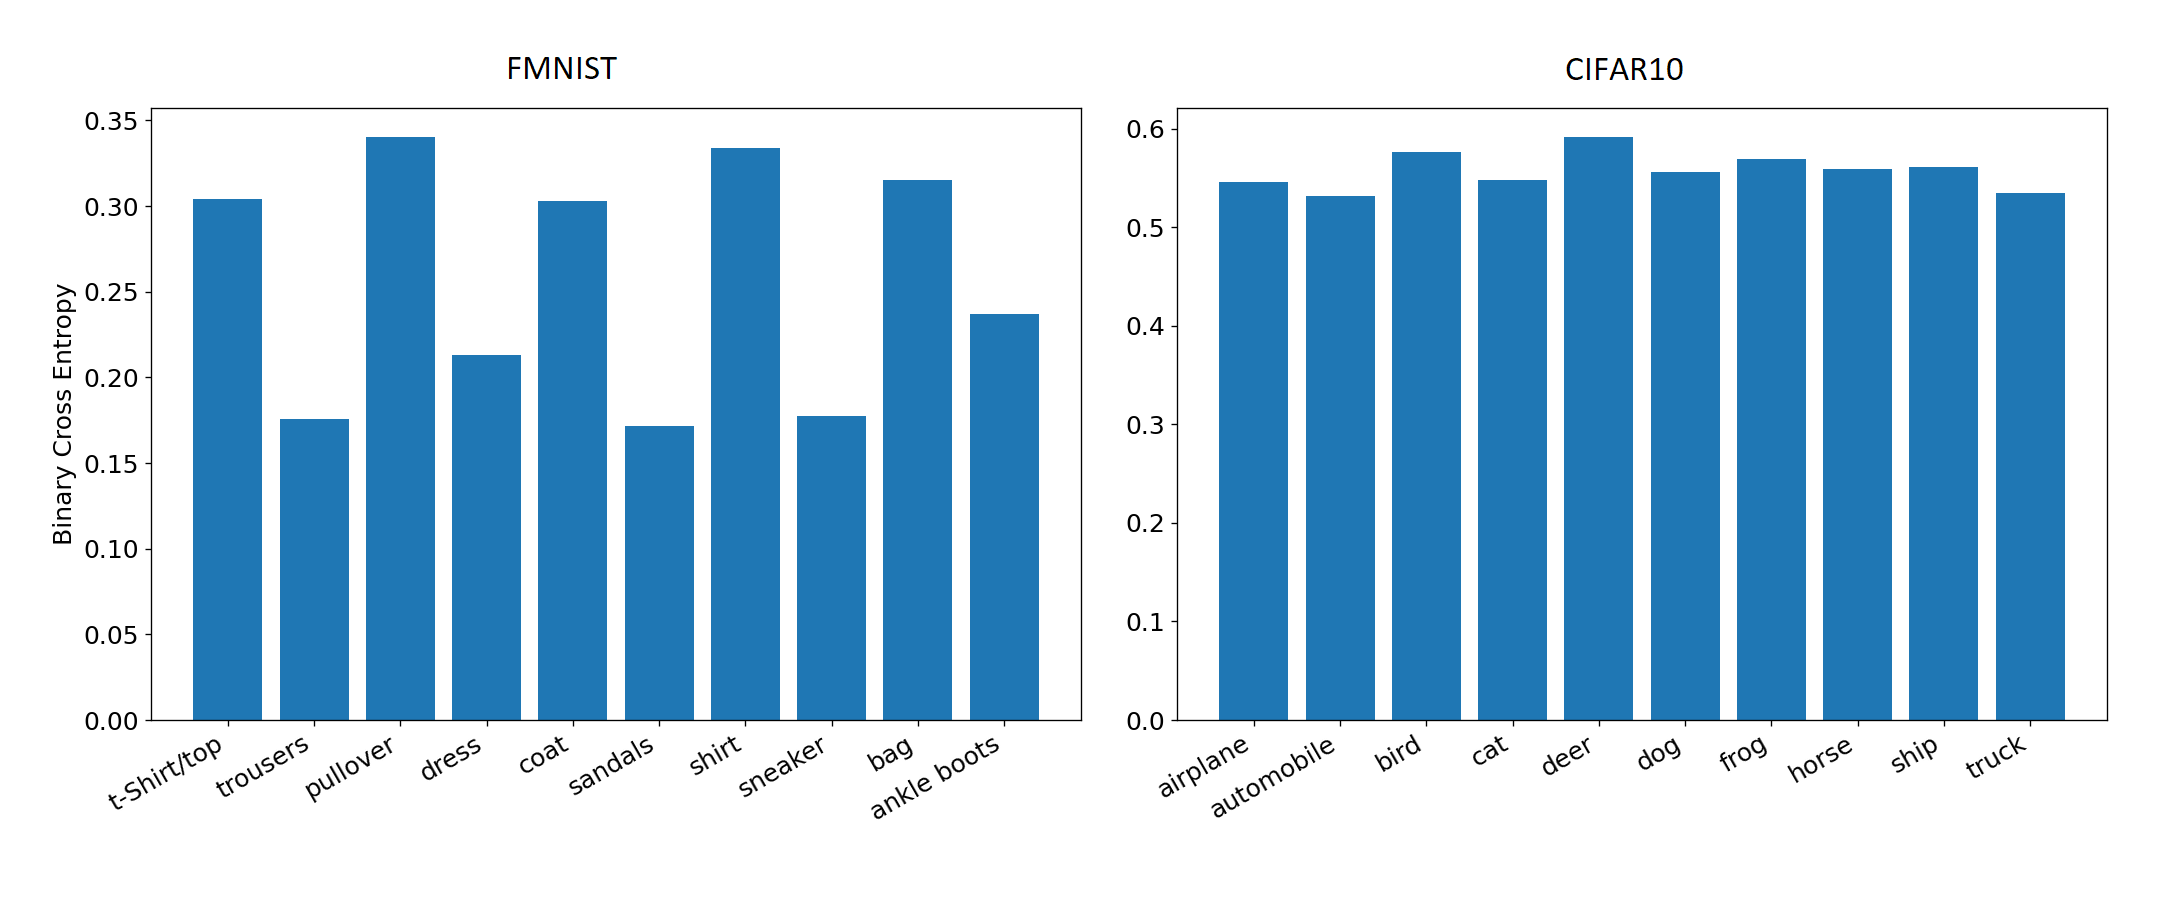 FMNIST
Binary Cross Entropy
0.35
0.30
0.25
0.20
0.15
0.10
0.05
0.00
t-Shirt/top
trousers
pullover
dress
coat
sandals
shirt
sneaker
bag
ankle boots
CIFAR10
0.6
0.5
0.4
0.3
0.2
0.1
0.0
airplane
automobile
bird
cat
deer
dog
frog
horse
ship
truck